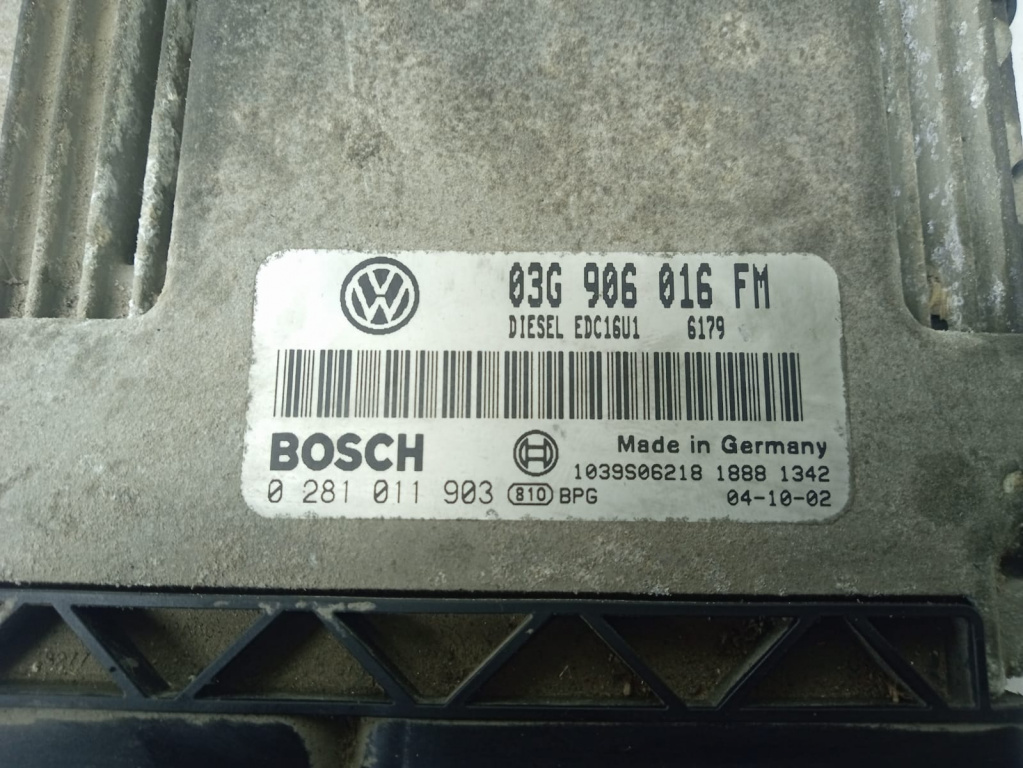 03G 906 016 FM
DIESEL EDC16U1 6179
BOSCH
Made in Germany
1039S06218 1888 1342
0 281 011 903 810 BPG 04-10-02